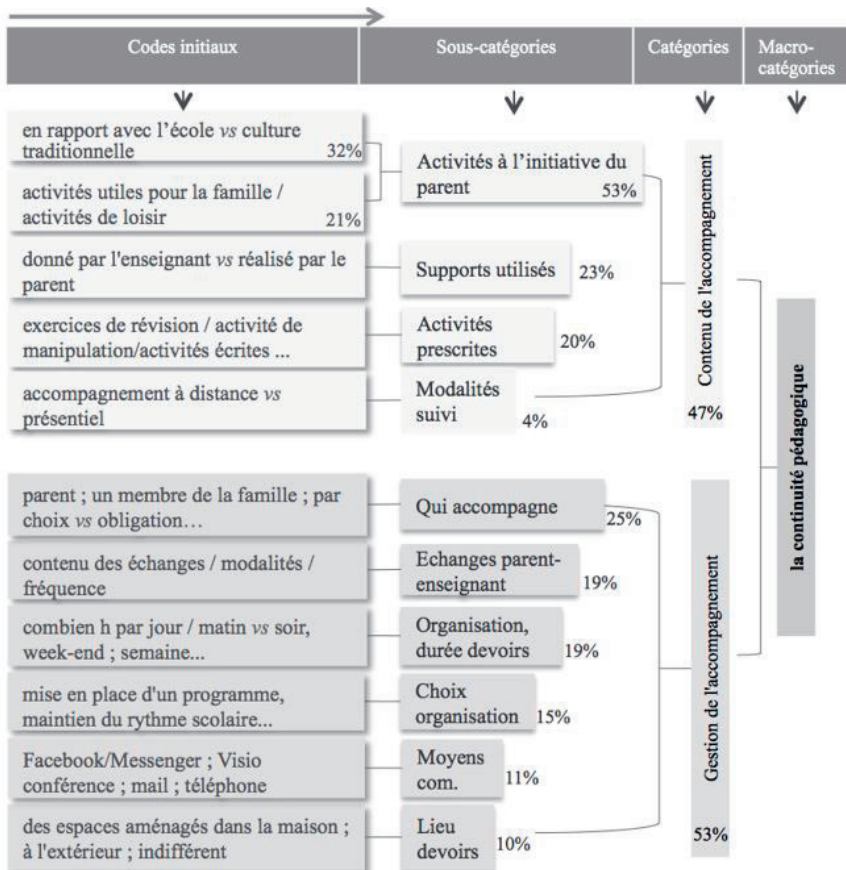 Codes initiaux
Sous-catégories
Catégories
Macro-
catégories
en rapport avec l’école vs culture
traditionnelle
32%
activités utiles pour la famille /
activités de loisir
21%
Activités à l’initiative du
parent
53%
donné par l'enseignant vs réalisé par le
parent
Supports utilisés
23%
exercices de révision / activité de
manipulation/activités écrites ...
Activités
prescrites
20%
accompagnement à distance vs
présentiel
Modalités
suivi
4%
Contenu de l'accompagnement
47%
parent ; un membre de la famille ; par
choix vs obligation…
Qui accompagne
25%
contenu des échanges / modalités /
fréquence
Echanges parent-
enseignant
19%
combien h par jour / matin vs soir,
week-end ; semaine...
Organisation,
durée devoirs
19%
mise en place d'un programme,
maintien du rythme scolaire...
Choix
organisation
15%
Facebook/Messenger ; Visio
conférence ; mail ; téléphone
Moyens
com.
11%
des espaces aménagés dans la maison ;
à l'extérieur ; indifférent
Lieu
devoirs
10%
Gestion de l'accompagnement
53%
la continuité pédagogique